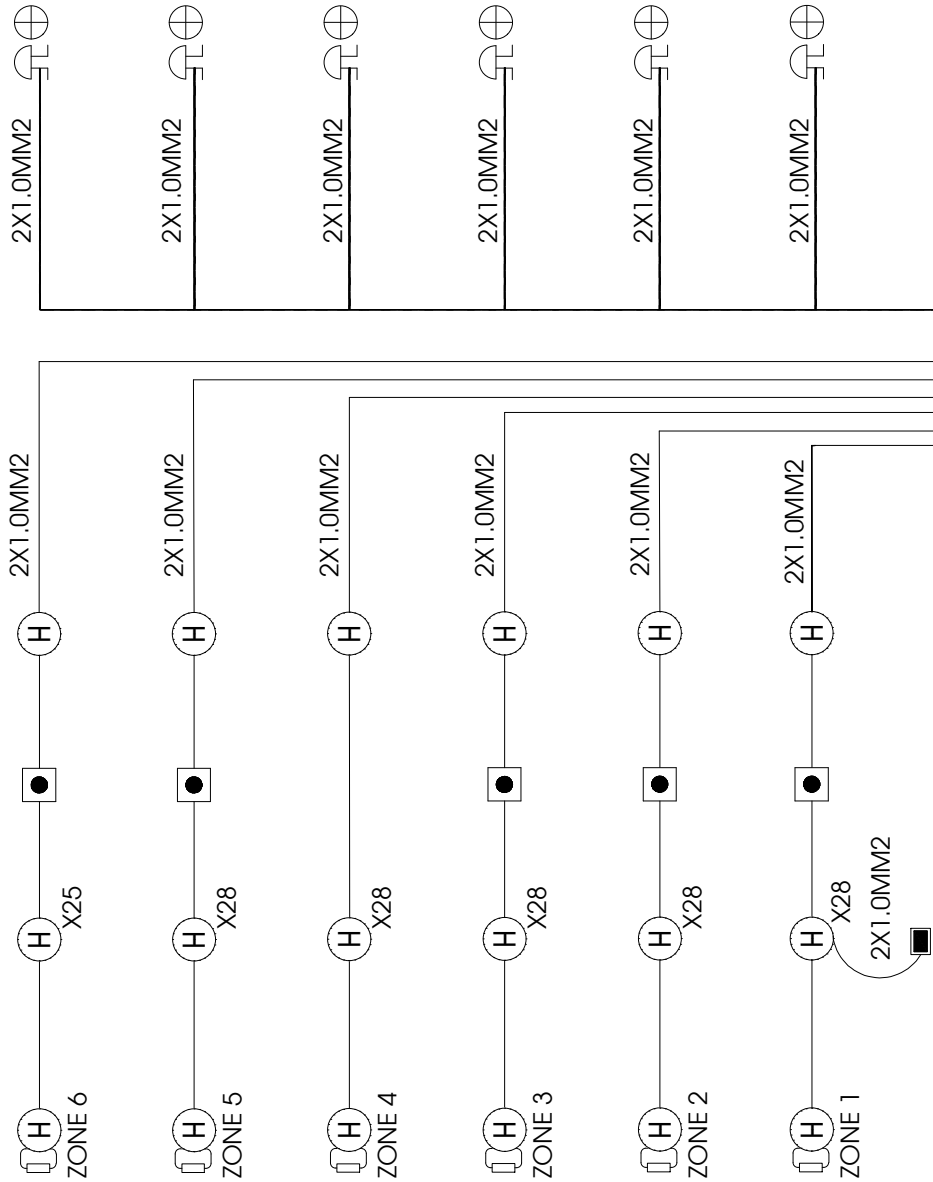 2X1.0MM2 2X1.0MM2
H H H
ZONE 6 X25
2X1.0MM2 2X1.0MM2
H H H
ZONE 5 X28
2X1.0MM2 2X1.0MM2
H H H
ZONE 4 X28
2X1.0MM2 2X1.0MM2
H H H
ZONE 3 X28
2X1.0MM2 2X1.0MM2
H H H
ZONE 2 X28
2X1.0MM2 2X1.0MM2
H H H
ZONE 1 X28
2X1.0MM2